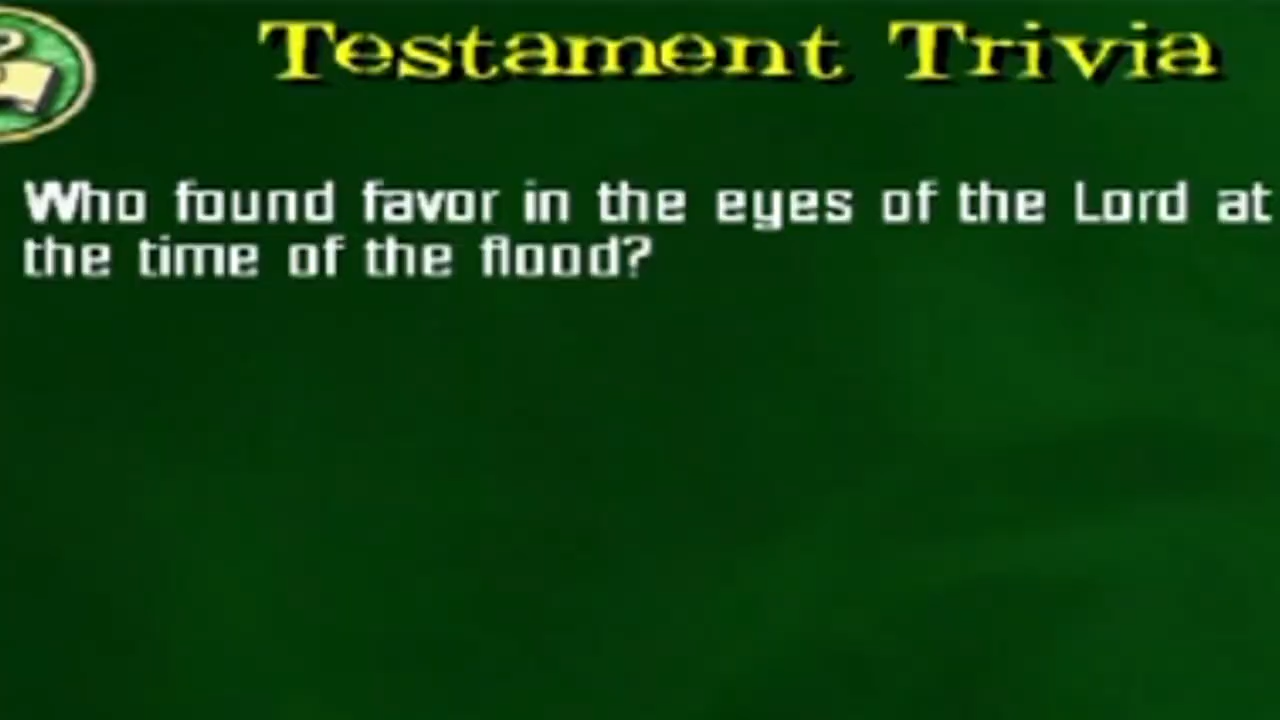 Testament Trivia
Who found favor in the eyes of the Lord at
the time of the flood?